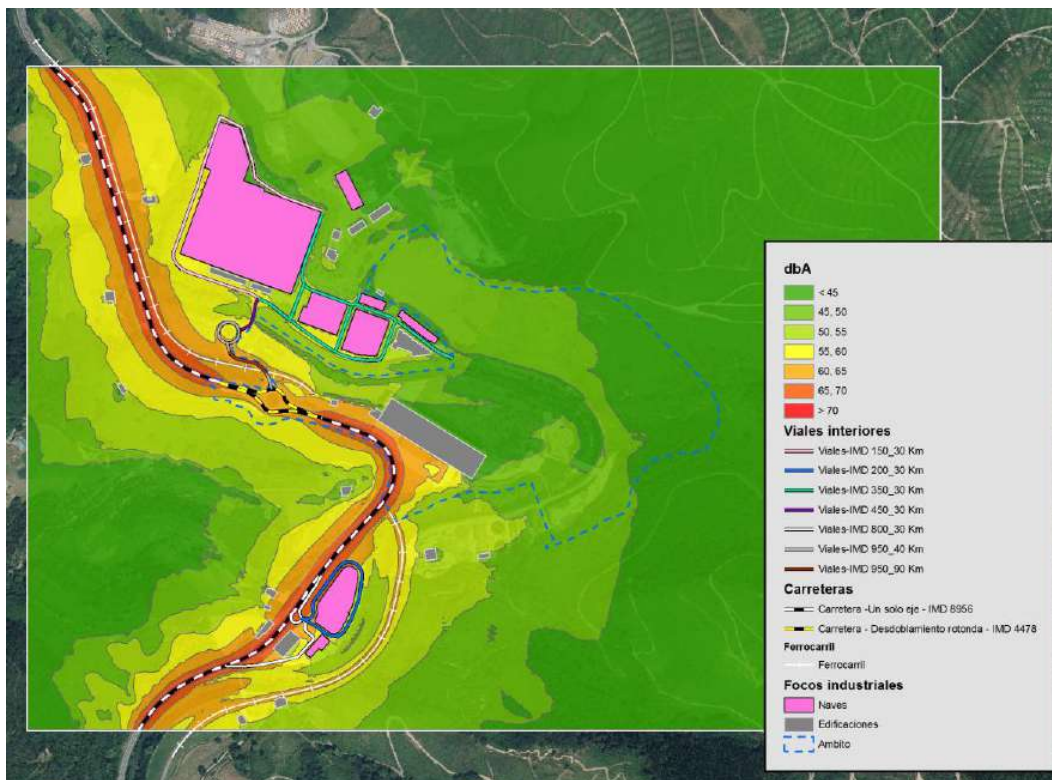 dbA
< 45
45, 50
50, 55
55, 60
60, 65
65, 70
> 70
Viales interiores
Viales-IMD 150_30 Km
Viales-IMD 200_30 Km
Viales-IMD 350_30 Km
Viales-IMD 450_30 Km
Viales-IMD 800_30 Km
Viales-IMD 950_40 Km
Viales-IMD 950_90 Km
Carreteras
Carretera -Un solo eje - IMD 8956
Carretera - Desdoblamiento rotonda - IMD 4478
Ferrocarril
Ferrocarril
Focos industriales
Naves
Edificaciones
Ambito